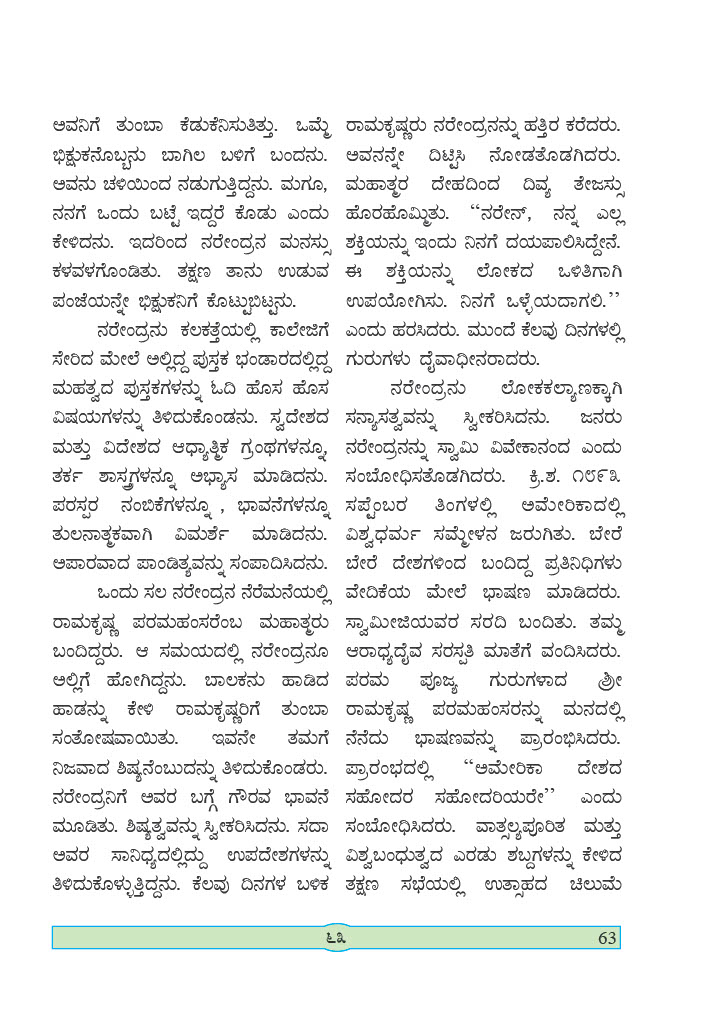 ಅವನಿಗೆ ತುಂಬಾ ಕೆಡುಕೆನಿಸುತಿತ್ತು. ಒಮ್ಮೆ
ಭಿಕ್ಷುಕನೊಬ್ಬನು ಬಾಗಿಲ ಬಳಿಗೆ ಬಂದನು.
ಅವನು ಚಳಿಯಿಂದ ನಡುಗುತ್ತಿದ್ದನು. ಮಗೂ,
ನನಗೆ ಒಂದು ಬಟ್ಟೆ ಇದ್ದರೆ ಕೊಡು ಎಂದು
ಕೇಳಿದನು. ಇದರಿಂದ ನರೇಂದ್ರನ ಮನಸ್ಸು
ಕಳವಳಗೊಂಡಿತು. ತಕ್ಷಣ ತಾನು ಉಡುವ
ಪಂಜೆಯನ್ನೇ ಭಿಕ್ಷುಕನಿಗೆ ಕೊಟ್ಟುಬಿಟ್ಟನು.
ನರೇಂದ್ರನು ಕಲಕತ್ತೆಯಲ್ಲಿ ಕಾಲೇಜಿಗೆ
ಸೇರಿದ ಮೇಲೆ ಅಲ್ಲಿದ್ದ ಪುಸ್ತಕ ಭಂಡಾರದಲ್ಲಿದ್ದ
ಮಹತ್ವದ ಪುಸ್ತಕಗಳನ್ನು ಓದಿ ಹೊಸ ಹೊಸ
ವಿಷಯಗಳನ್ನು ತಿಳಿದುಕೊಂಡನು. ಸ್ವದೇಶದ
ಮತ್ತು ವಿದೇಶದ ಆಧ್ಯಾತ್ಮಿಕ ಗ್ರಂಥಗಳನ್ನೂ,
ತರ್ಕ ಶಾಸ್ತ್ರಗಳನ್ನೂ ಅಭ್ಯಾಸ ಮಾಡಿದನು.
ಪರಸ್ಪರ ನಂಬಿಕೆಗಳನ್ನೂ , ಭಾವನೆಗಳನ್ನೂ
ತುಲನಾತ್ಮಕವಾಗಿ ವಿಮರ್ಶೆ ಮಾಡಿದನು.
ಅಪಾರವಾದ ಪಾಂಡಿತ್ಯವನ್ನು ಸಂಪಾದಿಸಿದನು.
ಒಂದು ಸಲ ನರೇಂದ್ರನ ನೆರೆಮನೆಯಲ್ಲಿ
ರಾಮಕೃಷ್ಣ ಪರಮಹಂಸರೆಂಬ ಮಹಾತ್ಮರು
ಬಂದಿದ್ದರು. ಆ ಸಮಯದಲ್ಲಿ ನರೇಂದ್ರನೂ
ಅಲ್ಲಿಗೆ ಹೋಗಿದ್ದನು. ಬಾಲಕನು ಹಾಡಿದ
ಹಾಡನ್ನು ಕೇಳಿ ರಾಮಕೃಷ್ಣರಿಗೆ ತುಂಬಾ
ಸಂತೋಷವಾಯಿತು. ಇವನೇ ತಮಗೆ
ನಿಜವಾದ ಶಿಷ್ಯನೆಂಬುದನ್ನು ತಿಳಿದುಕೊಂಡರು.
ನರೇಂದ್ರನಿಗೆ ಅವರ ಬಗ್ಗೆ ಗೌರವ ಭಾವನೆ
ಮೂಡಿತು. ಶಿಷ್ಯತ್ವವನ್ನು ಸ್ವೀಕರಿಸಿದನು. ಸದಾ
ಅವರ ಸಾನಿಧ್ಯದಲ್ಲಿದ್ದು ಉಪದೇಶಗಳನ್ನು
ತಿಳಿದುಕೊಳ್ಳುತ್ತಿದ್ದನು. ಕೆಲವು ದಿನಗಳ ಬಳಿಕ
ರಾಮಕೃಷ್ಣರು ನರೇಂದ್ರನನ್ನು ಹತ್ತಿರ ಕರೆದರು.
ಅವನನ್ನೇ ದಿಟ್ಟಿಸಿ ನೋಡತೊಡಗಿದರು.
ಮಹಾತ್ಮರ ದೇಹದಿಂದ ದಿವ್ಯ ತೇಜಸ್ಸು
ಹೊರಹೊಮ್ಮಿತು. “ನರೇನ್, ನನ್ನ ಎಲ್ಲ
ಶಕ್ತಿಯನ್ನು ಇಂದು ನಿನಗೆ ದಯಪಾಲಿಸಿದ್ದೇನೆ.
ಈ ಶಕ್ತಿಯನ್ನು ಲೋಕದ ಒಳಿತಿಗಾಗಿ
ಉಪಯೋಗಿಸು. ನಿನಗೆ ಒಳ್ಳೆಯದಾಗಲಿ.’’
ಎಂದು ಹರಸಿದರು. ಮುಂದೆ ಕೆಲವು ದಿನಗಳಲ್ಲಿ
ಗುರುಗಳು ದೈವಾಧೀನರಾದರು.
ನರೇಂದ್ರನು ಲೋಕಕಲ್ಯಾಣಕ್ಕಾಗಿ
ಸನ್ಯಾಸತ್ವವನ್ನು ಸ್ವೀಕರಿಸಿದನು. ಜನರು
ನರೇಂದ್ರನನ್ನು ಸ್ವಾಮಿ ವಿವೇಕಾನಂದ ಎಂದು
ಸಂಬೋಧಿಸತೊಡಗಿದರು. ಕ್ರಿ.ಶ. ೧೮೯೩
ಸಪ್ಟೆಂಬರ ತಿಂಗಳಲ್ಲಿ ಅಮೇರಿಕಾದಲ್ಲಿ
ವಿಶ್ವಧರ್ಮ ಸಮ್ಮೇಳನ ಜರುಗಿತು. ಬೇರೆ
ಬೇರೆ ದೇಶಗಳಿಂದ ಬಂದಿದ್ದ ಪ್ರತಿನಿಧಿಗಳು
ವೇದಿಕೆಯ ಮೇಲೆ ಭಾಷಣ ಮಾಡಿದರು.
ಸ್ವಾಮೀಜಿಯವರ ಸರದಿ ಬಂದಿತು. ತಮ್ಮ
ಆರಾಧ್ಯದೈವ ಸರಸ್ವತಿ ಮಾತೆಗೆ ವಂದಿಸಿದರು.
ಪರಮ ಪೂಜ್ಯ ಗುರುಗಳಾದ ಶ್ರೀ
ರಾಮಕೃಷ್ಣ ಪರಮಹಂಸರನ್ನು ಮನದಲ್ಲಿ
ನೆನೆದು ಭಾಷಣವನ್ನು ಪ್ರಾರಂಭಿಸಿದರು.
ಪ್ರಾರಂಭದಲ್ಲಿ “ಅಮೇರಿಕಾ ದೇಶದ
ಸಹೋದರ ಸಹೋದರಿಯರೇ’’ ಎಂದು
ಸಂಬೋಧಿಸಿದರು. ವಾತ್ಸಲ್ಯಪೂರಿತ ಮತ್ತು
ವಿಶ್ವಬಂಧುತ್ವದ ಎರಡು ಶಬ್ದಗಳನ್ನು ಕೇಳಿದ
ತಕ್ಷಣ ಸಭೆಯಲ್ಲಿ ಉತ್ಸಾಹದ ಚಿಲುಮೆ
೬೩
63